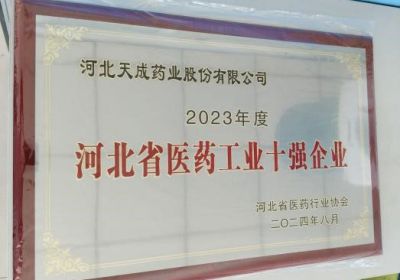 河北天成药业股份有限公司
2023年度
河北省医药工业十强企业
河北省医药行业协会
二〇二四年八月